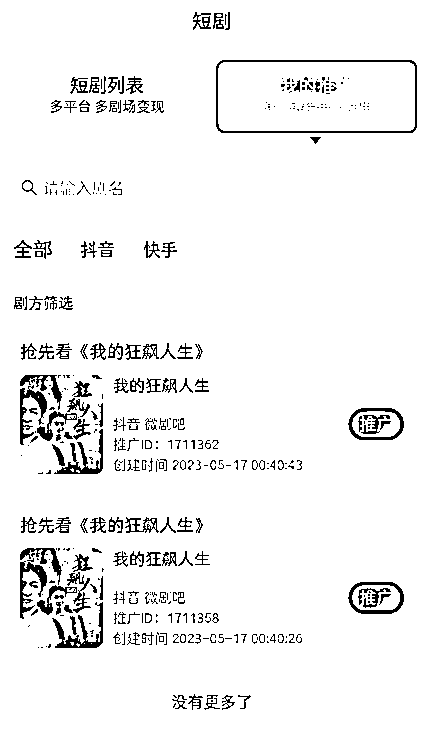 短剧
短剧列表
多平台 多剧场变现
我的推广
请输入剧名
全部 抖音 快手
剧方筛选
抢先看《我的狂飙人生》
狂飙人生
我的狂飙人生
抖音 微剧吧
推广
推广ID：1711362
创建时间 2023-05-17 00:40:43
抢先看《我的狂飙人生》
狂飙人生
我的狂飙人生
抖音 微剧吧
推广
推广ID：1711358
创建时间 2023-05-17 00:40:26
没有更多了